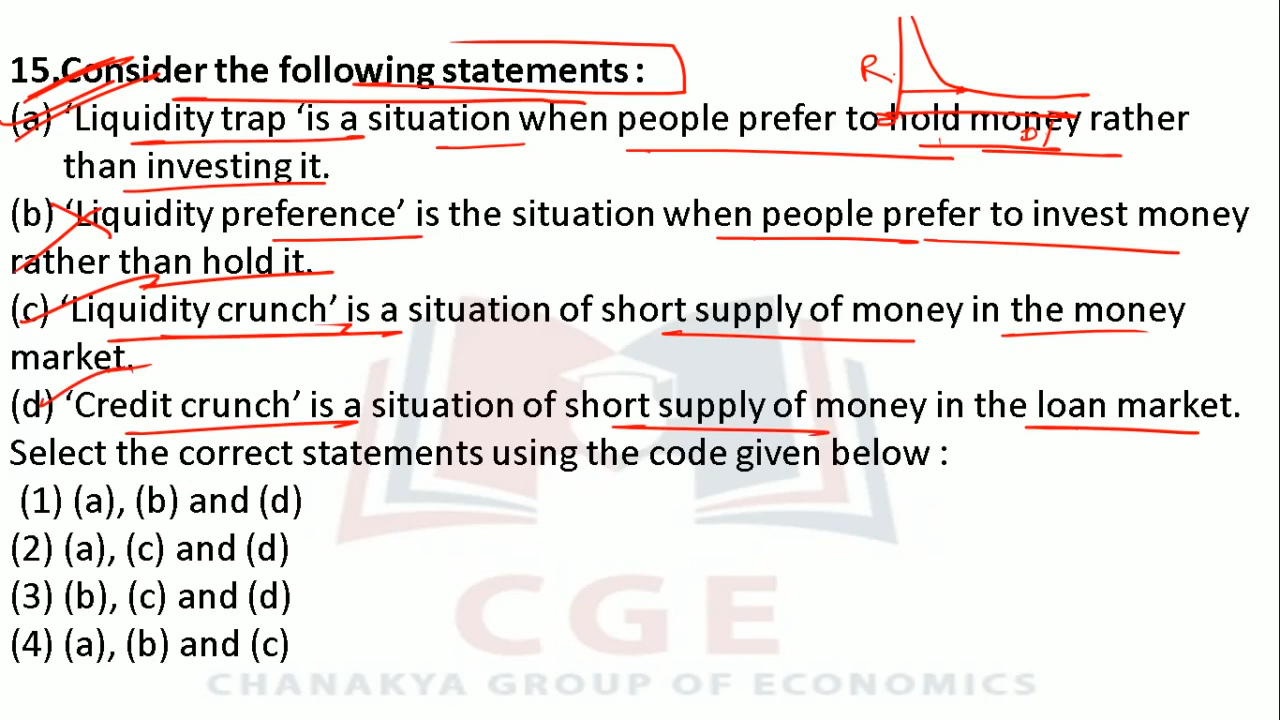 15.Consider the following statements :
(a) ‘Liquidity trap ‘is a situation when people prefer to hold money rather
than investing it.
(b) ‘Liquidity preference’ is the situation when people prefer to invest money
rather than hold it.
(c) ‘Liquidity crunch’ is a situation of short supply of money in the money
market.
(d) ‘Credit crunch’ is a situation of short supply of money in the loan market.
Select the correct statements using the code given below :
(1) (a), (b) and (d)
(2) (a), (c) and (d)
(3) (b), (c) and (d)
(4) (a), (b) and (c)
R
CGE
CHANAKYA GROUP OF ECONOMICS